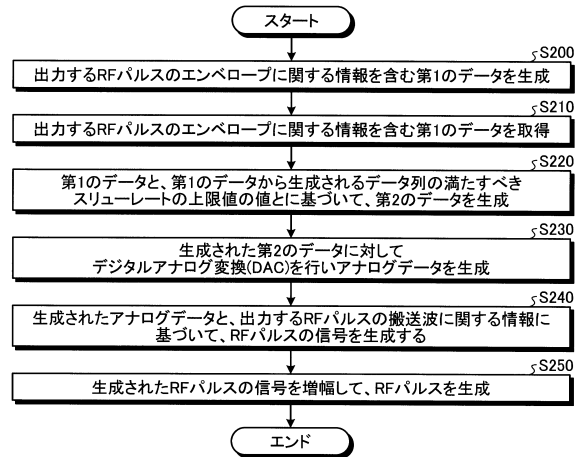 スタート
S200
出力するRFパルスのエンベロープに関する情報を含む第1のデータを生成
S210
出力するRFパルスのエンベロープに関する情報を含む第1のデータを取得
S220
第1のデータと、第1のデータから生成されるデータ列の満たすべき
スリューレートの上限値の値とに基づいて、第2のデータを生成
S230
生成された第2のデータに対して
デジタルアナログ変換(DAC)を行いアナログデータを生成
S240
生成されたアナログデータと、出力するRFパルスの搬送波に関する情報に
基づいて、RFパルスの信号を生成する
S250
生成されたRFパルスの信号を増幅して、RFパルスを生成
エンド